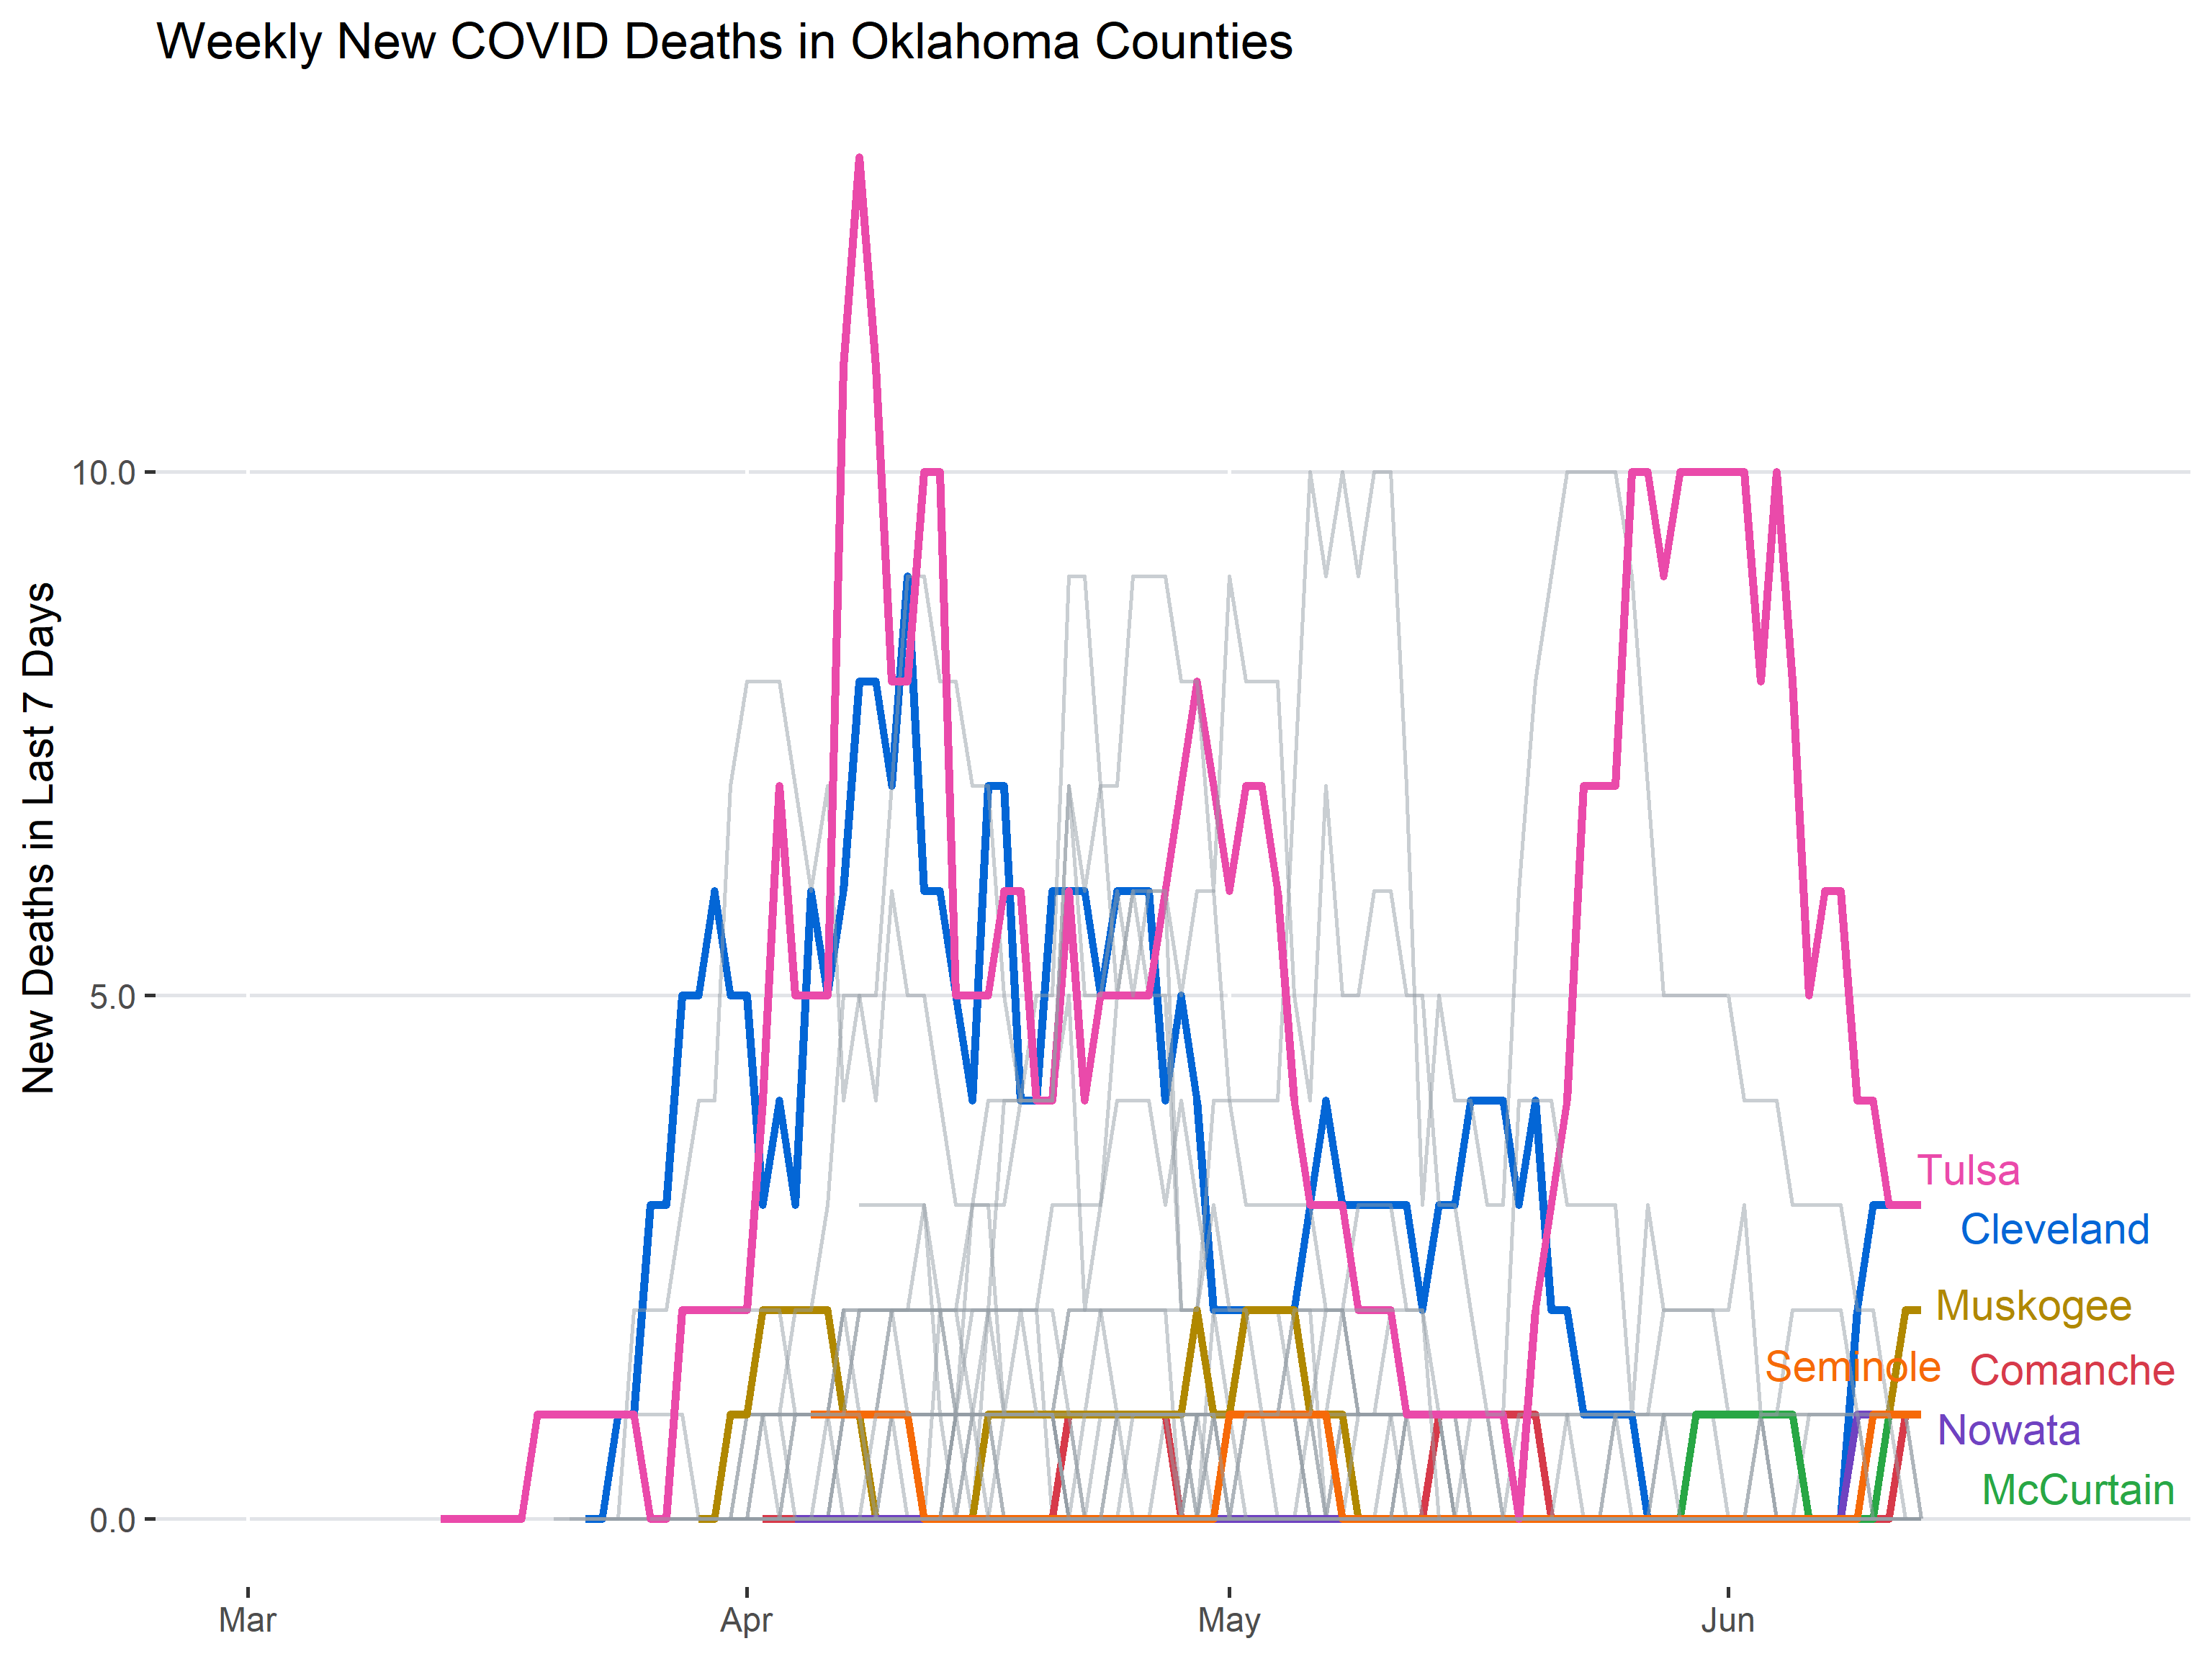 Weekly New COVID Deaths in Oklahoma Counties
New Deaths in Last 7 Days
10.0
5.0
0.0
Tulsa
Cleveland
Muskogee
Seminole
Comanche
Nowata
McCurtain
Mar
Apr
May
Jun